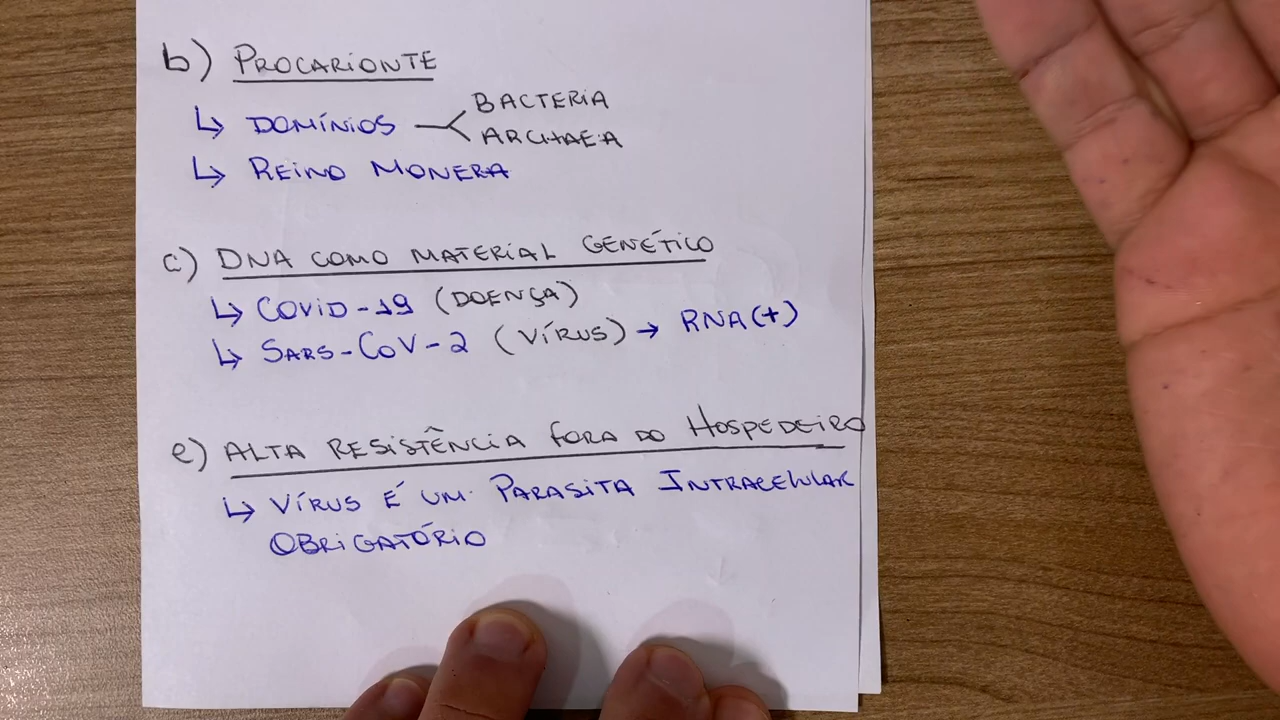 b) PROCARIONTE
↳ DOMÍNIOS < BACTERIA
ARCHAEA
↳ REINO MONERA
c) DNA COMO MATERIAL GENÉTICO
↳ COVID-19 (DOENÇA)
↳ SARS-CoV-2 (VÍRUS) → RNA(+)
e) ALTA RESISTÊNCIA FORA DO HOSPEDEIRO
↳ VÍRUS É UM PARASITA INTRACELULAR
OBRIGATÓRIO